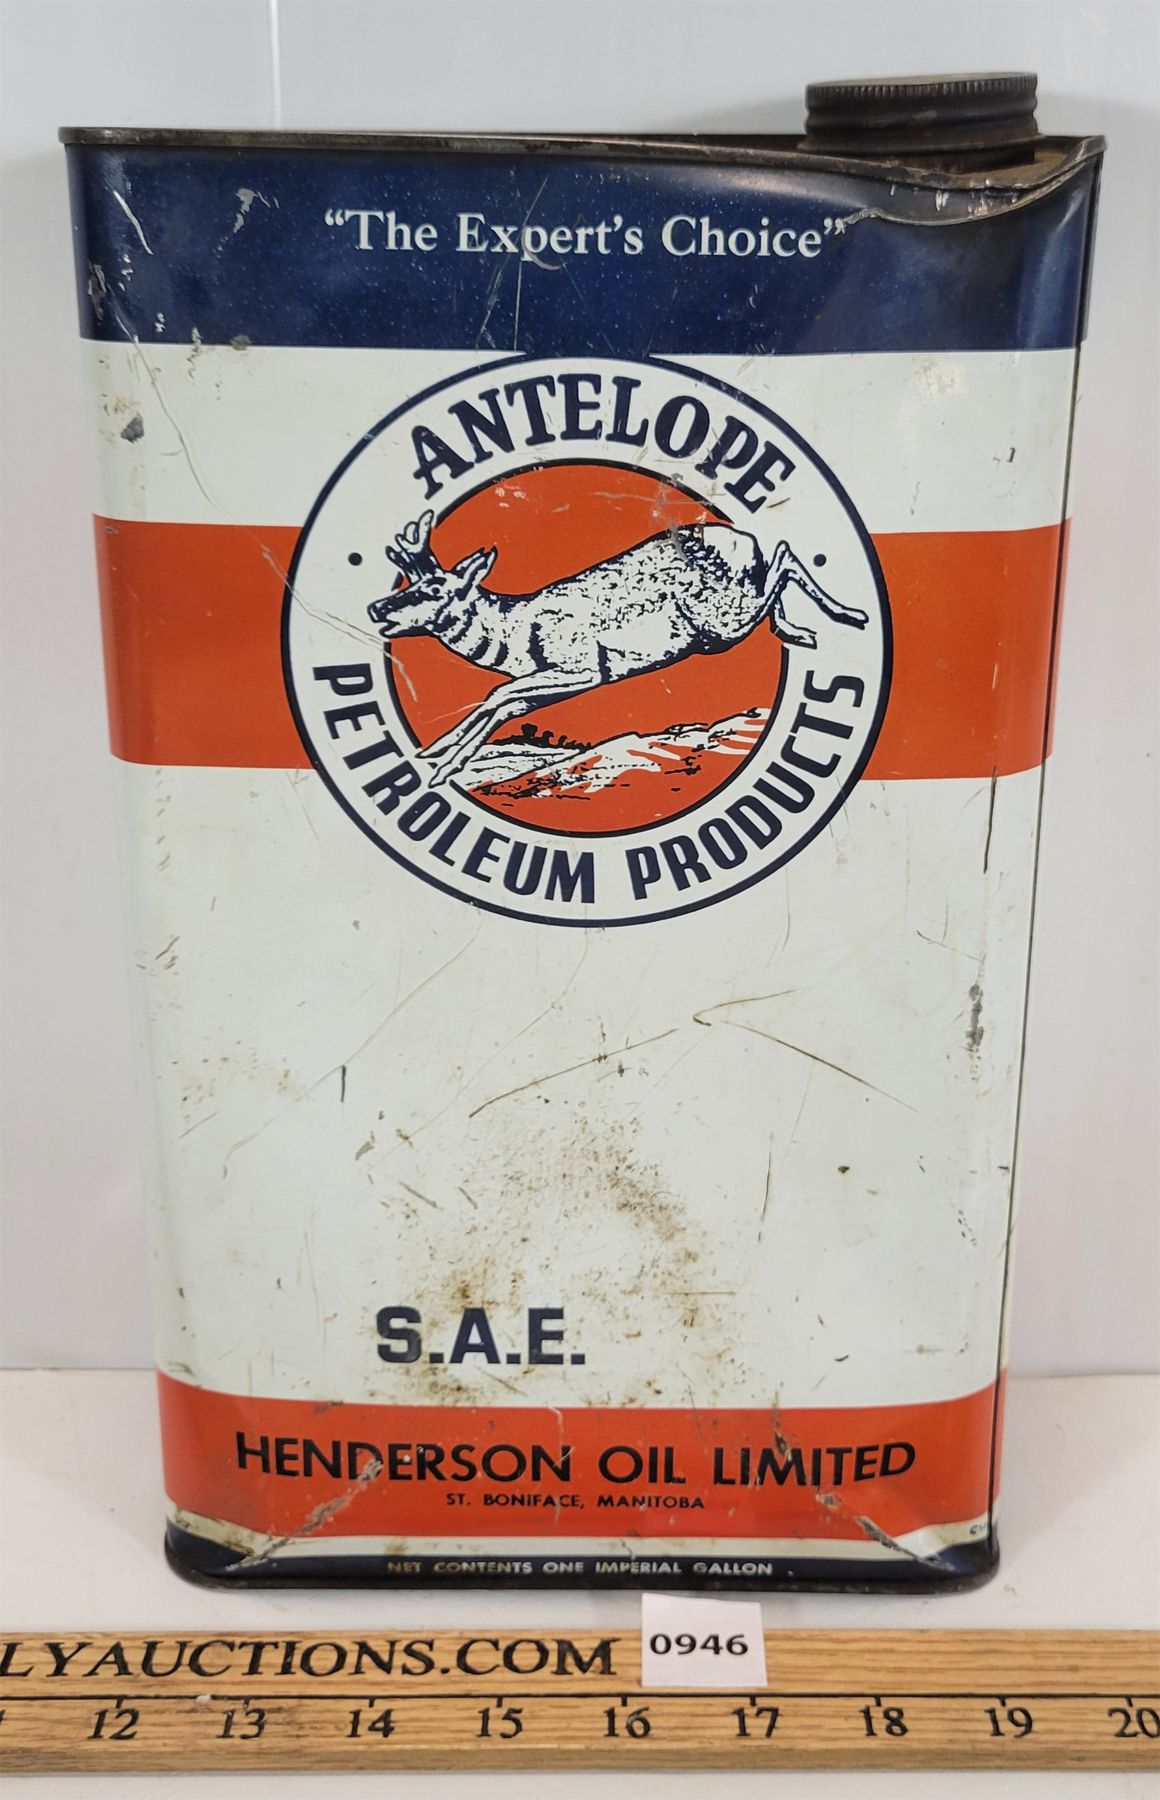 “The Expert's Choice”
ANTELOPE
PETROLEUM PRODUCTS
S.A.E.
HENDERSON OIL LIMITED
ST. BONIFACE, MANITOBA
NET CONTENTS ONE IMPERIAL GALLON
LYAUCTIONS.COM
0946
12 13 14 15 16 17 18 19 20